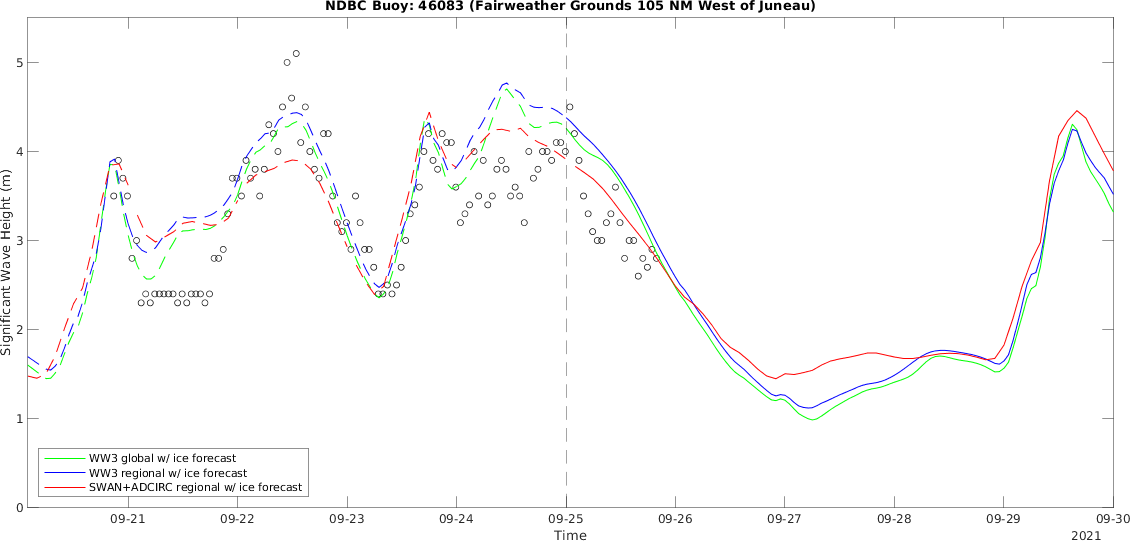 NDBC Buoy: 46083 (Fairweather Grounds 105 NM West of Juneau)
Significant Wave Height (m)
5
4
3
2
1
0
WW3 global w/ ice forecast
WW3 regional w/ ice forecast
SWAN+ADCIRC regional w/ ice forecast
09-21 09-22 09-23 09-24 09-25 09-26 09-27 09-28 09-29 09-30
Time
2021